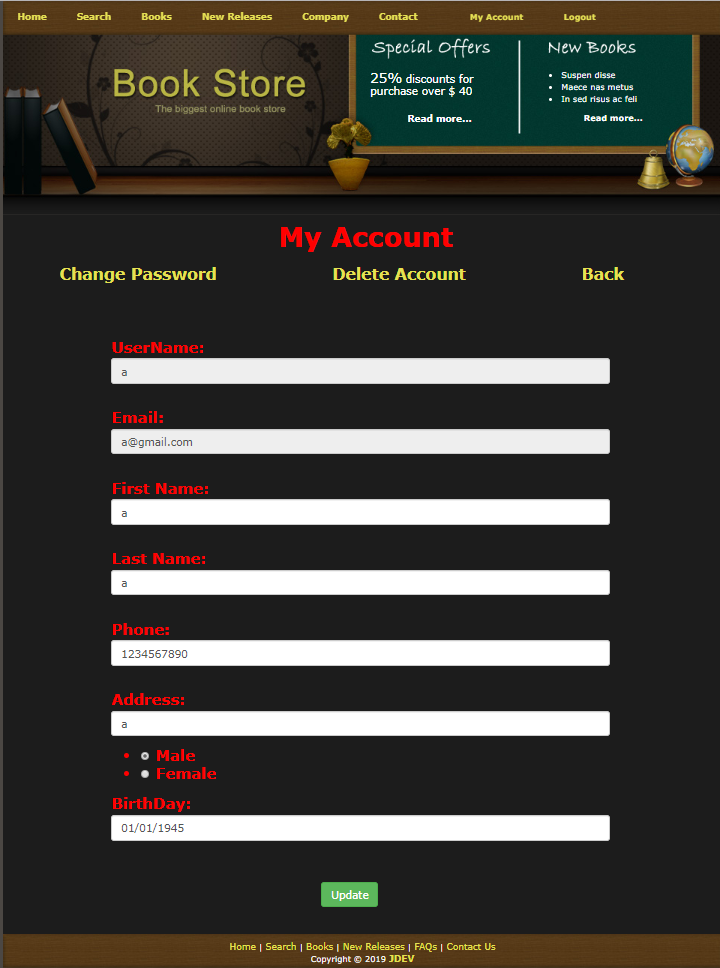 Home Search Books New Releases Company Contact My Account Logout
Book Store
The biggest online book store
Special Offers
25% discounts for
purchase over $ 40
Read more...
New Books
Suspen disse
Maece nas metus
In sed risus ac feli
Read more...
My Account
Change Password Delete Account Back
UserName:
a
Email:
a@gmail.com
First Name:
a
Last Name:
a
Phone:
1234567890
Address:
a
Male
Female
BirthDay:
01/01/1945
Update
Home | Search | Books | New Releases | FAQs | Contact Us
Copyright © 2019 JDEV